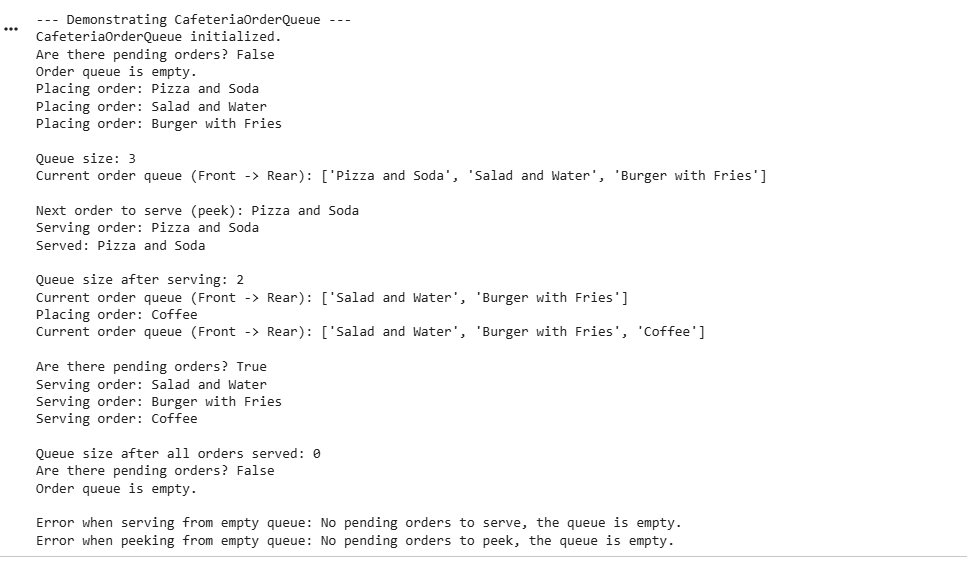 --- Demonstrating CafeteriaOrderQueue ---
CafeteriaOrderQueue initialized.
Are there pending orders? False
Order queue is empty.
Placing order: Pizza and Soda
Placing order: Salad and Water
Placing order: Burger with Fries
Queue size: 3
Current order queue (Front -> Rear): ['Pizza and Soda', 'Salad and Water', 'Burger with Fries']
Next order to serve (peek): Pizza and Soda
Serving order: Pizza and Soda
Served: Pizza and Soda
Queue size after serving: 2
Current order queue (Front -> Rear): ['Salad and Water', 'Burger with Fries']
Placing order: Coffee
Current order queue (Front -> Rear): ['Salad and Water', 'Burger with Fries', 'Coffee']
Are there pending orders? True
Serving order: Salad and Water
Serving order: Burger with Fries
Serving order: Coffee
Queue size after all orders served: 0
Are there pending orders? False
Order queue is empty.
Error when serving from empty queue: No pending orders to serve, the queue is empty.
Error when peeking from empty queue: No pending orders to peek, the queue is empty.